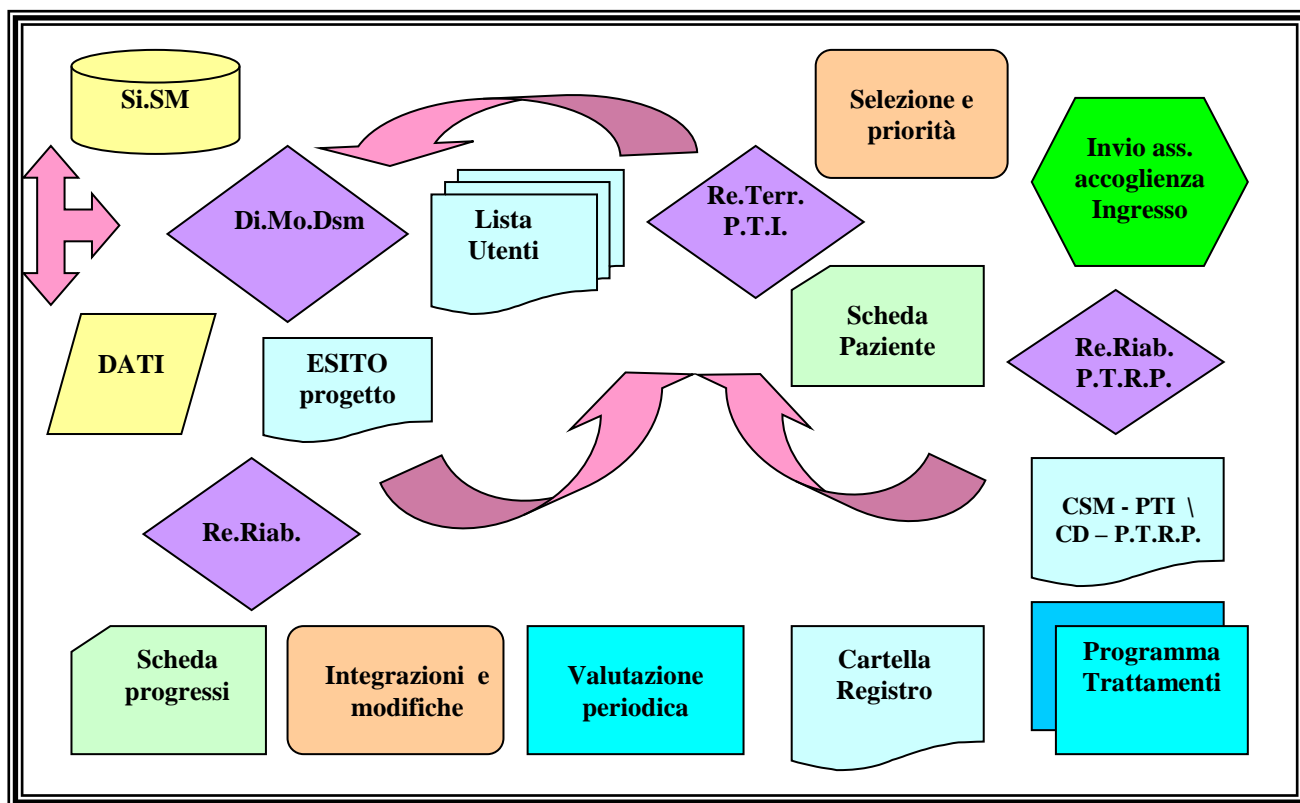 Si.SM
Selezione e
priorità
Invio ass.
accoglienza
Ingresso
Di.Mo.Dsm
Lista
Utenti
Re.Terr.
P.T.I.
Scheda
Paziente
DATI
ESITO
progetto
Re.Riab.
P.T.R.P.
Re.Riab.
CSM - PTI \
CD – P.T.R.P.
Scheda
progressi
Integrazioni e
modifiche
Valutazione
periodica
Cartella
Registro
Programma
Trattamenti